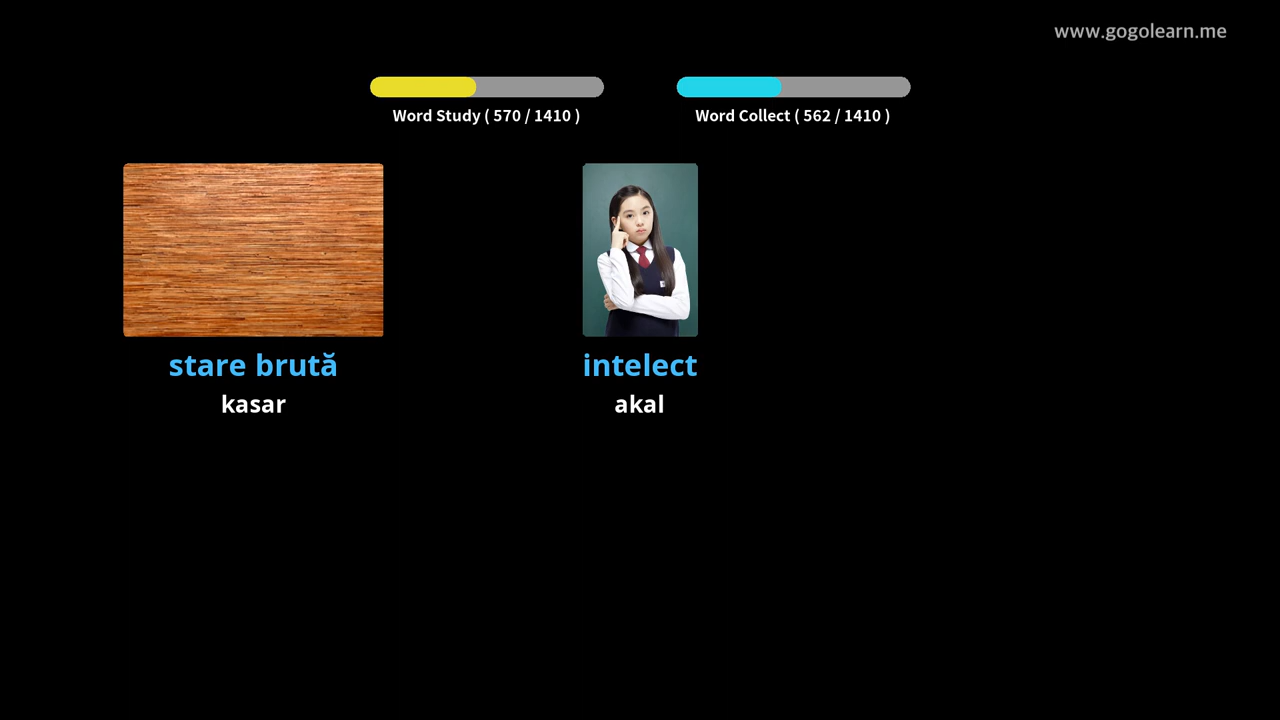 www.gogolearn.me
Word Study ( 570 / 1410 )
Word Collect ( 562 / 1410 )
stare brută
kasar
intelect
akal